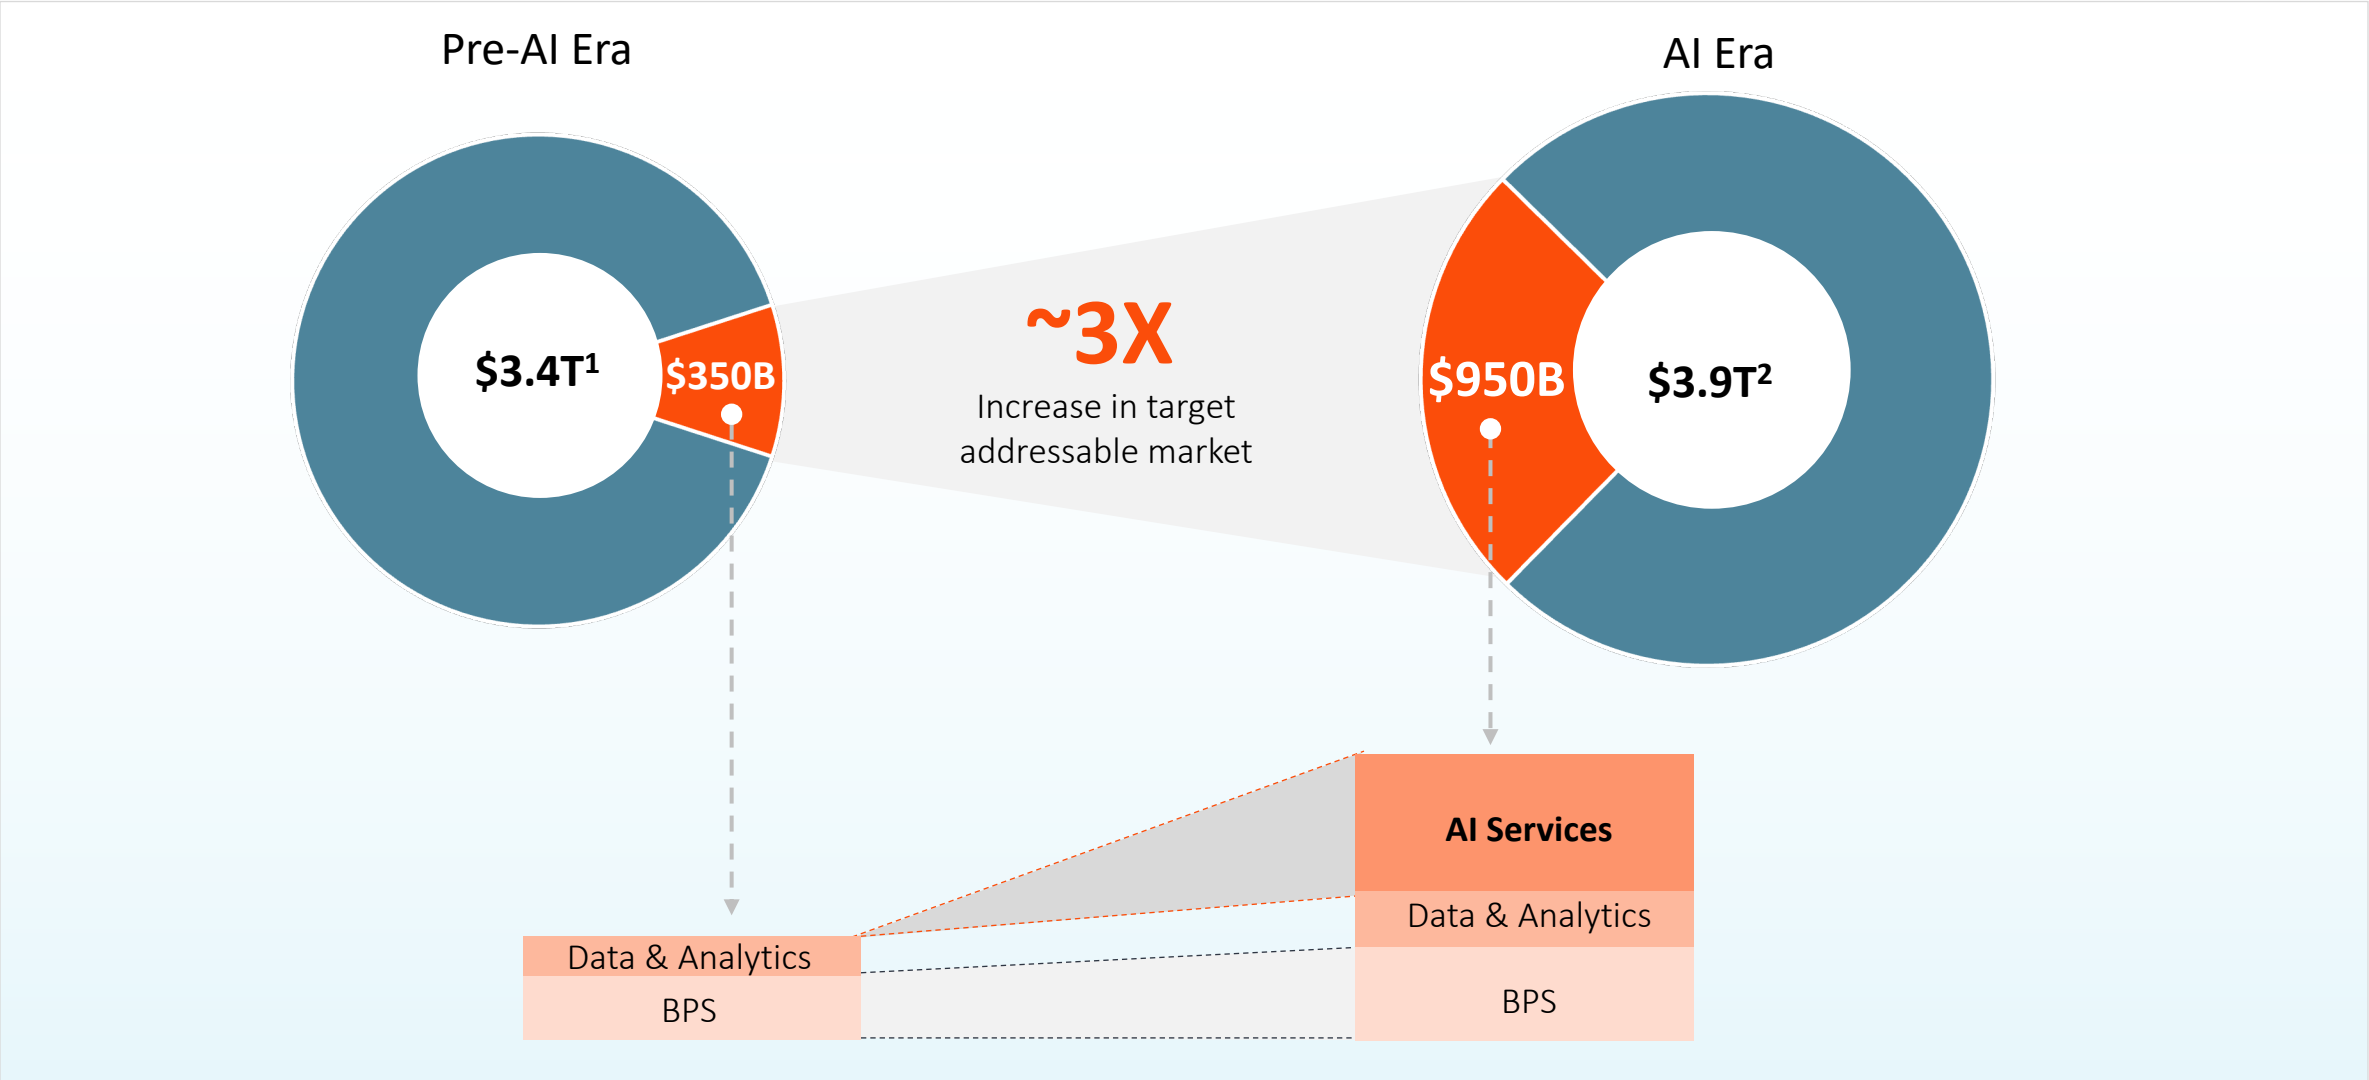 Pre-AI Era
AI Era
$3.4T¹
$350B
~3X
Increase in target
addressable market
$950B
$3.9T²
AI Services
Data & Analytics
BPS
Data & Analytics
BPS